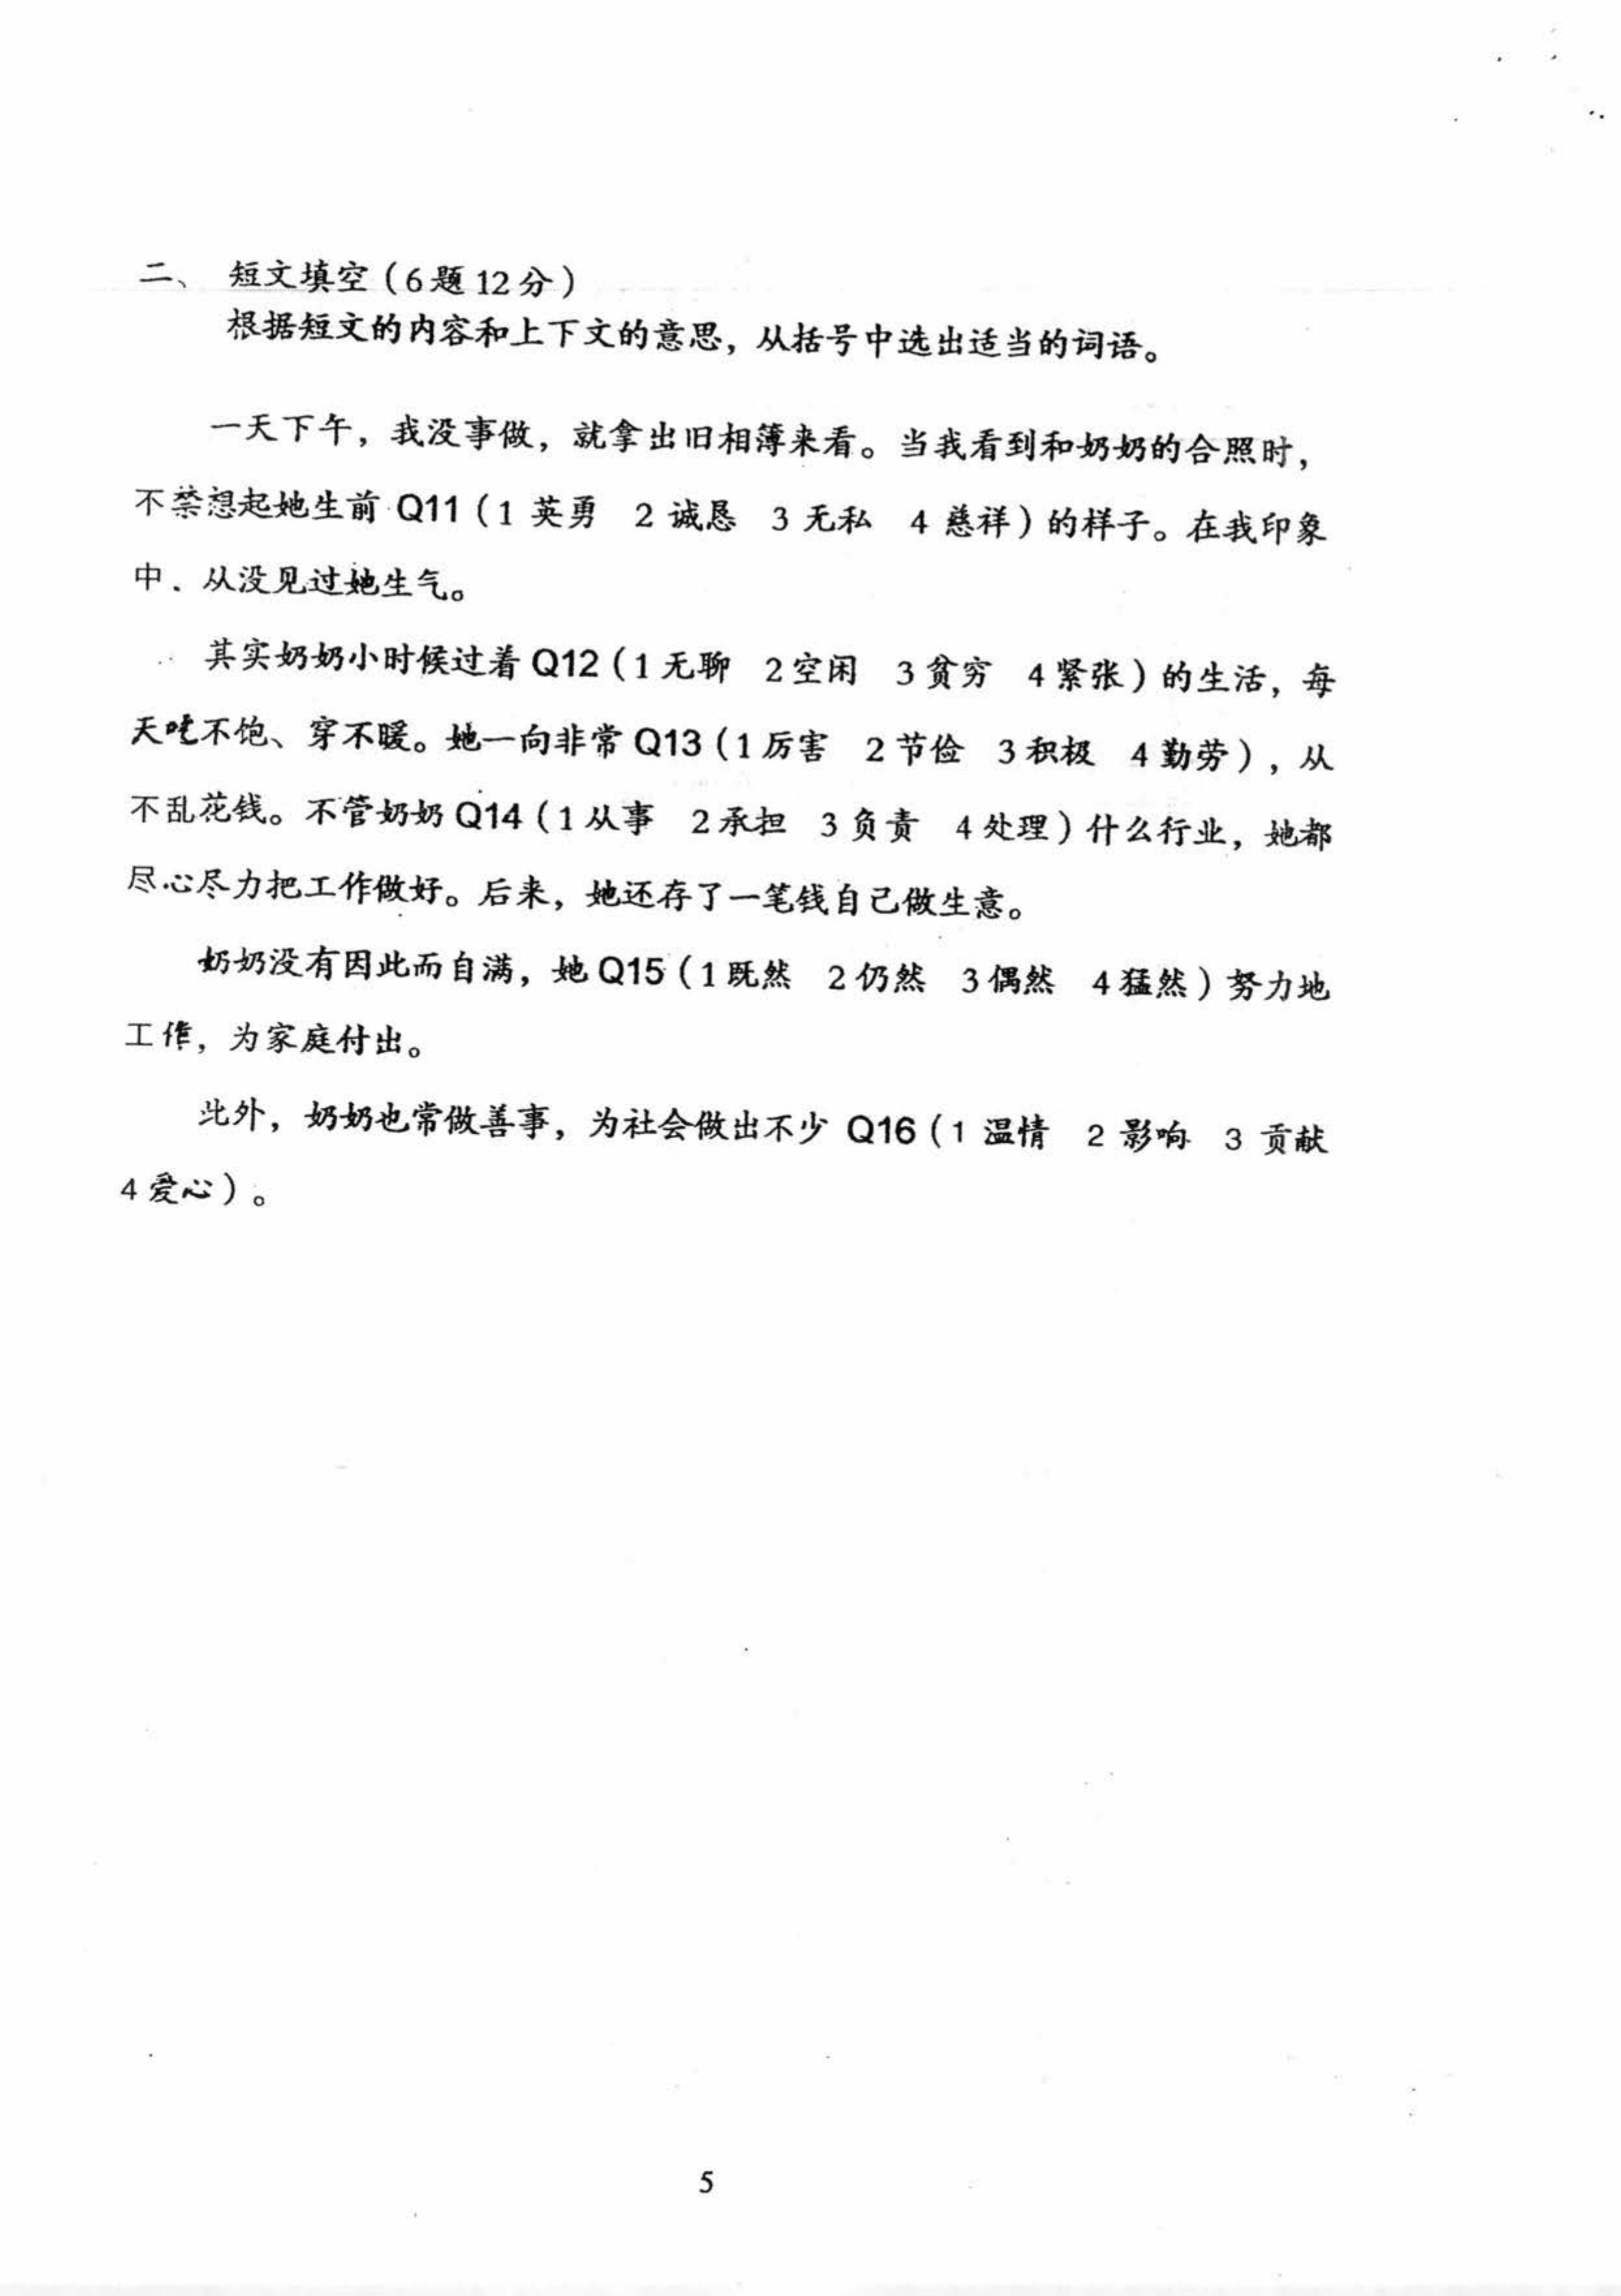 二、 短文填空（6题12分）
根据短文的内容和上下文的意思，从括号中选出适当的词语。
一天下午，我没事做，就拿出旧相簿来看。当我看到和奶奶的合照时，
不禁想起她生前 Q11（1 英勇 2 诚恳 3 无私 4 慈祥）的样子。在我印象
中．从没见过她生气。
其实奶奶小时候过着 Q12（1无聊 2空闲 3贫穷 4紧张）的生活，每
天吃不饱、穿不暖。她一向非常 Q13（1厉害 2节俭 3积极 4勤劳），从
不乱花钱。不管奶奶 Q14（1从事 2承担 3负责 4处理）什么行业，她都
尽心尽力把工作做好。后来，她还存了一笔钱自己做生意。
奶奶没有因此而自满，她 Q15（1既然 2仍然 3偶然 4猛然）努力地
工作，为家庭付出。
此外，奶奶也常做善事，为社会做出不少 Q16（1 温情 2 影响 3 贡献
4爱心）。
5